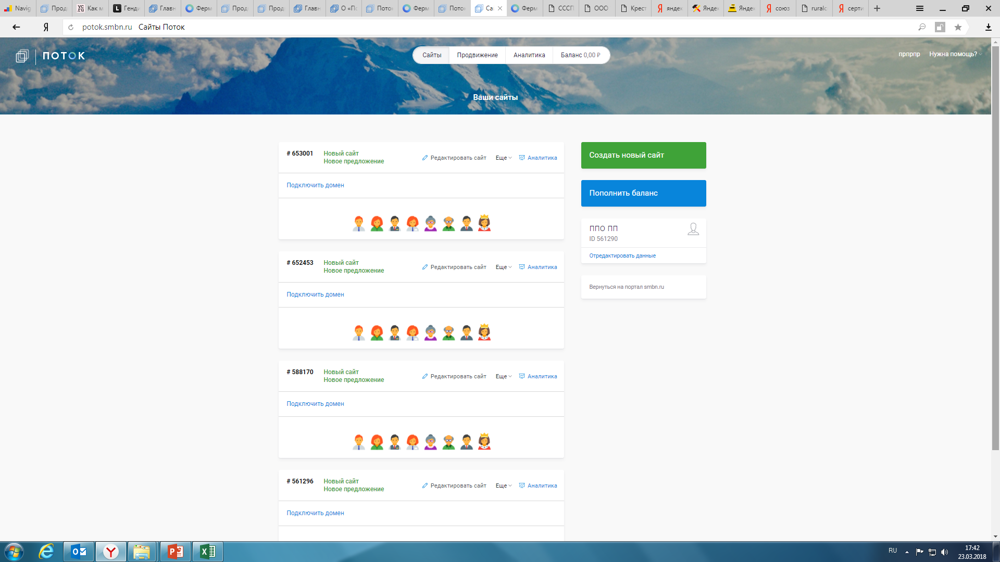 Navig
Прод
Как м
Генди
Главн
Ферм
Прод
Прод
Главн
О «По
Поток
Ферм
Поток
Са
Ферм
СССП
ООО
Крест
яндек
Яндек
Яндек
союз
ruralc
серти
potok.smbn.ru Сайты Поток
ПОТОК
Сайты Продвижение Аналитика Баланс 0,00 ₽
прпрпр Нужна помощь?
Ваши сайты
# 653001 Новый сайт
Новое предложение
Редактировать сайт Еще Аналитика
Подключить домен
# 652453 Новый сайт
Новое предложение
Редактировать сайт Еще Аналитика
Подключить домен
# 588170 Новый сайт
Новое предложение
Редактировать сайт Еще Аналитика
Подключить домен
# 561296 Новый сайт
Новое предложение
Редактировать сайт Еще Аналитика
Подключить домен
Создать новый сайт
Пополнить баланс
ППО ПП
ID 561290
Отредактировать данные
Вернуться на портал smbn.ru
RU
17:42
23.03.2018